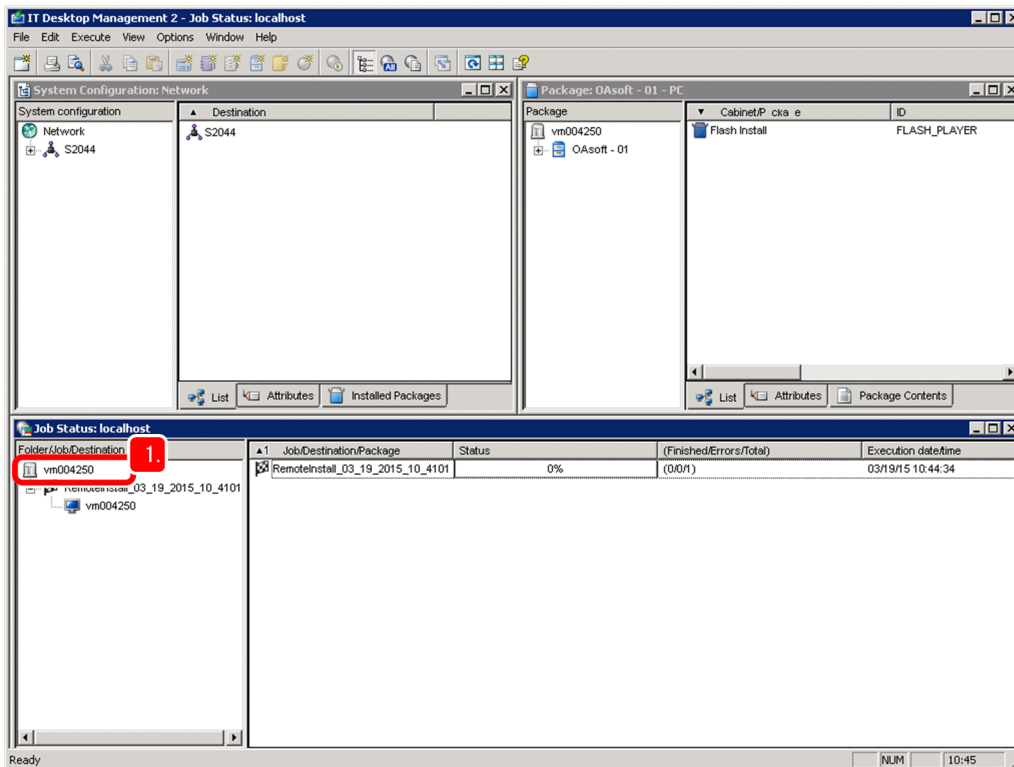 IT Desktop Management 2 - Job Status: localhost
File Edit Execute View Options Window Help
System Configuration: Network
Package: OAsoft - 01 - PC
System configuration
Destination
Package
Cabinet/P cka e
ID
Network
S2044
vm004250
Flash Install
FLASH_PLAYER
S2044
OAsoft - 01
List
Attributes
Installed Packages
List
Attributes
Package Contents
Job Status: localhost
Folder/Job/Destination
1.
1
Job/Destination/Package
Status
(Finished/Errors/Total)
Execution date/time
vm004250
RemoteInstall_03_19_2015_10_4101
0%
(0/0/1)
03/19/15 10:44:34
RemoteInstall_03_19_2015_10_4101
vm004250
Ready
NUM
10:45